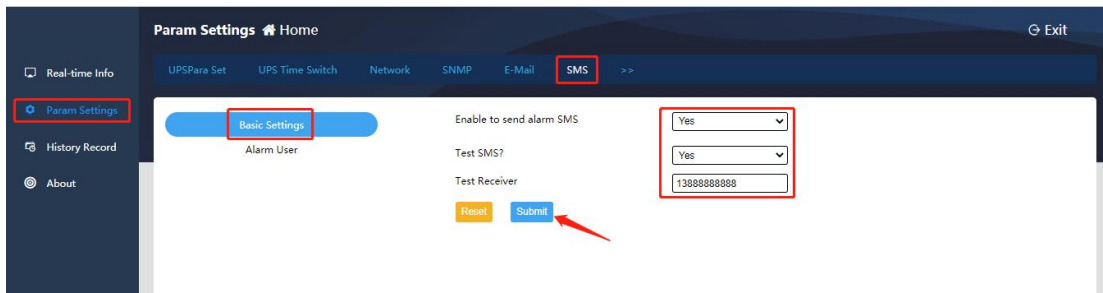 Param Settings Home
Exit
Real-time Info
Param Settings
History Record
About
UPSPara Set UPS Time Switch Network SNMP E-Mail SMS >>
Basic Settings
Alarm User
Enable to send alarm SMS Yes
Test SMS? Yes
Test Receiver 13888888888
Reset Submit